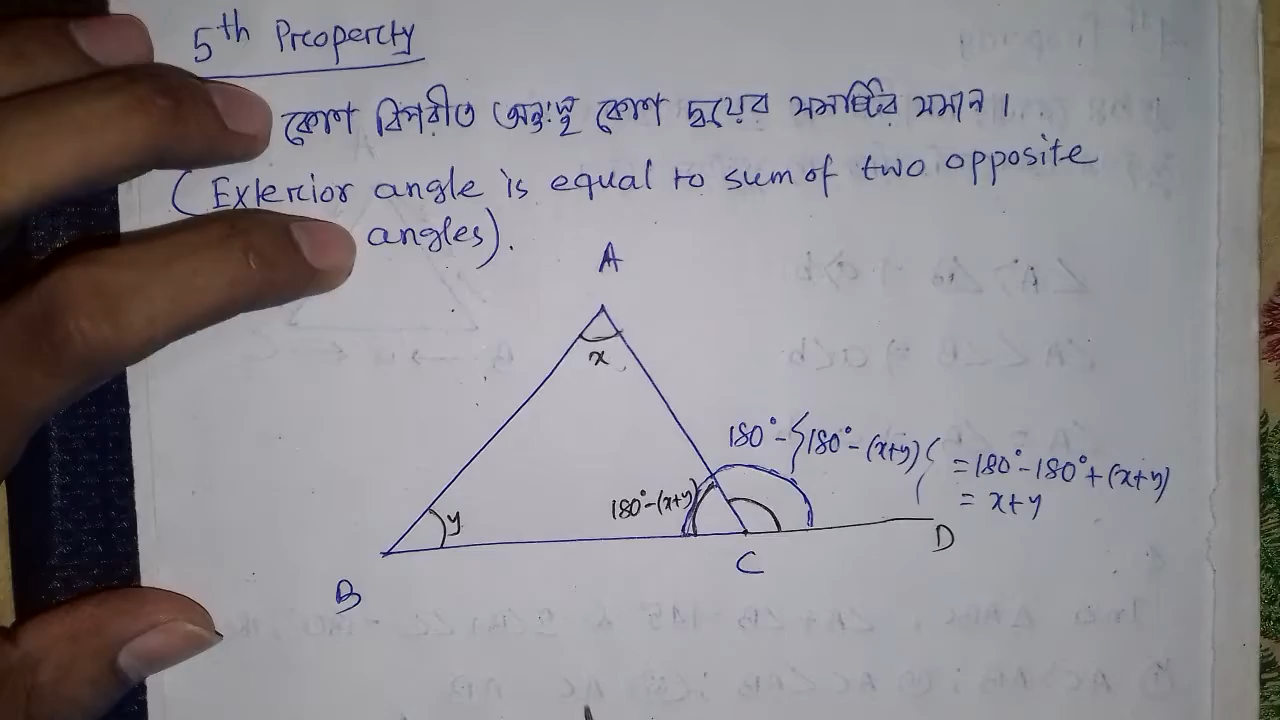 5th Property
কোণ বিপরীত অন্তঃস্থ কোণ দ্বয়ের সমষ্টির সমান।
(Exterior angle is equal to sum of two opposite
angles).
A
x
180°-{180°-(x+y)} =180°-180°+(x+y)
= x+y
180°-(x+y)
y
D
C
B